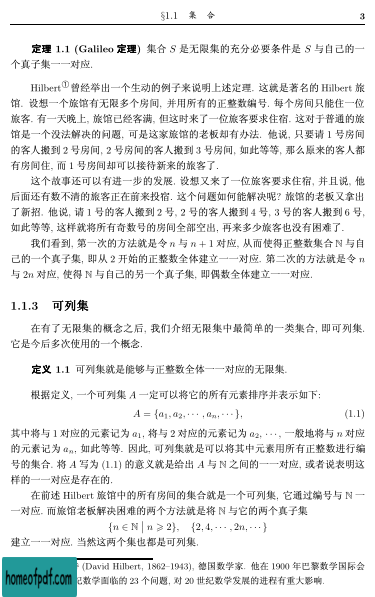 §1.1 集 合 3
定理 1.1 (Galileo 定理) 集合 S 是无限集的充分必要条件是 S 与自己的一
个真子集一一对应.
Hilbert①曾经举出一个生动的例子来说明上述定理. 这就是著名的 Hilbert 旅
馆. 设想一个旅馆有无限多个房间, 并用所有的正整数编号. 每个房间只能住一位
旅客. 有一天晚上, 旅馆已经客满, 但这时来了一位旅客要求住宿. 这对于普通的旅
馆是一个没法解决的问题, 可是这家旅馆的老板却有办法. 他说, 只要请 1 号房间
的客人搬到 2 号房间, 2 号房间的客人搬到 3 号房间, 如此等等, 那么原来的客人都
有房间住, 而 1 号房间却可以接待新来的旅客了.
这个故事还可以有进一步的发展. 设想又来了一位旅客要求住宿, 并且说, 他
后面还有数不清的旅客正在前来投宿. 这个问题如何能解决呢? 旅馆的老板又拿出
了新招. 他说, 请 1 号的客人搬到 2 号, 2 号的客人搬到 4 号, 3 号的客人搬到 6 号,
如此等等, 这样就将所有奇数号的房间全部空出, 再来多少旅客也没有困难了.
我们看到, 第一次的方法就是令 n 与 n + 1 对应, 从而使得正整数集合 ℕ 与自
己的一个真子集, 即从 2 开始的正整数全体建立一一对应. 第二次的方法就是令 n
与 2n 对应, 使得 ℕ 与自己的另一个真子集, 即偶数全体建立一一对应.
1.1.3 可列集
在有了无限集的概念之后, 我们介绍无限集中最简单的一类集合, 即可列集.
它是今后多次使用的一个概念.
定义 1.1 可列集就是能够与正整数全体一一对应的无限集.
根据定义, 一个可列集 A 一定可以将它的所有元素排序并表示如下:
A = {a₁, a₂, ⋯ , aₙ, ⋯ }, (1.1)
其中将与 1 对应的元素记为 a₁, 将与 2 对应的元素记为 a₂, ⋯, 一般地将与 n 对应
的元素记为 aₙ, 如此等等. 因此, 可列集就是可以将其中元素用所有正整数进行编
号的集合. 将 A 写为 (1.1) 的意义就是给出 A 与 ℕ 之间的一一对应, 或者说表明这
样的一一对应是存在的.
在前述 Hilbert 旅馆中的所有房间的集合就是一个可列集, 它通过编号与 ℕ 一
一对应. 而旅馆老板解决困难的两个方法就是将 ℕ 与它的两个真子集
{n ∈ ℕ | n ⩾ 2}, {2, 4, ⋯ , 2n, ⋯ }
建立一一对应. 当然这两个集也都是可列集.
(David Hilbert, 1862–1943), 德国数学家. 他在 1900 年巴黎数学国际会
纪数学面临的 23 个问题, 对 20 世纪数学发展的进程有重大影响.
homeofpdf.com